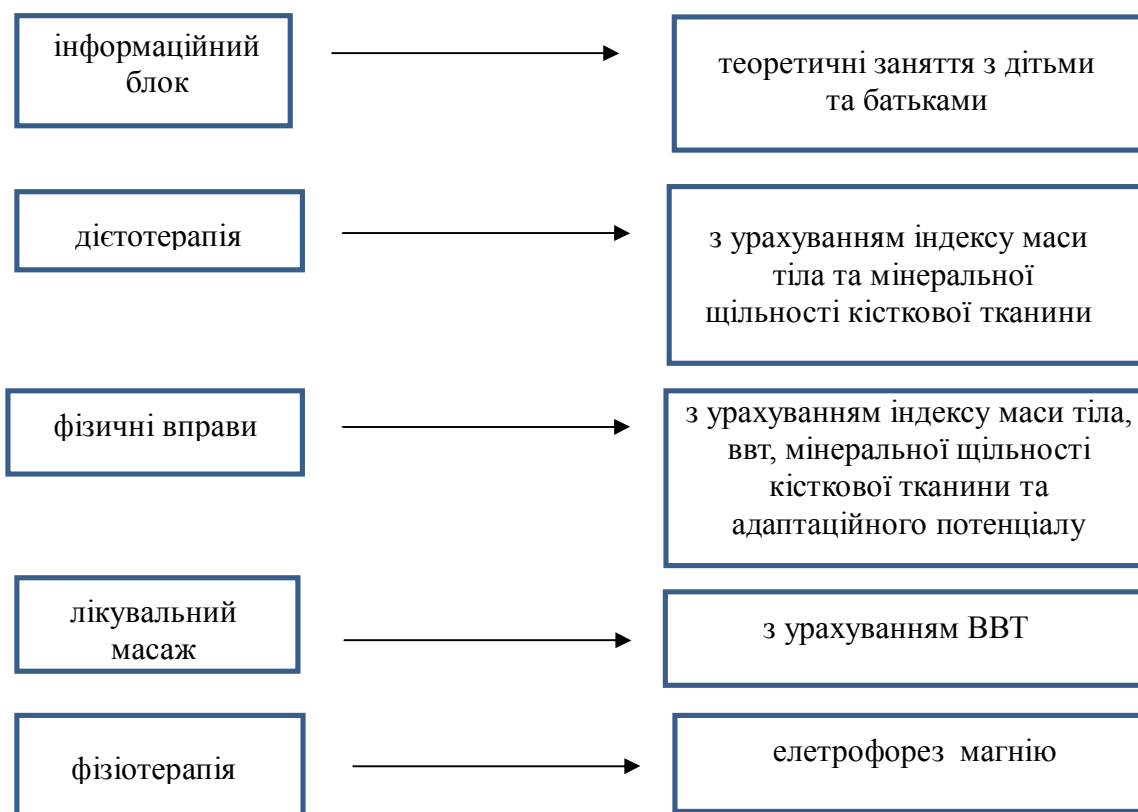 інформаційний
блок
теоретичні заняття з дітьми
та батьками
дієтотерапія
з урахуванням індексу маси
тіла та мінеральної
щільності кісткової тканини
фізичні вправи
з урахуванням індексу маси тіла,
ввт, мінеральної щільності
кісткової тканини та
адаптаційного потенціалу
лікувальний
масаж
з урахуванням ВВТ
фізіотерапія
елетрофорез магнію